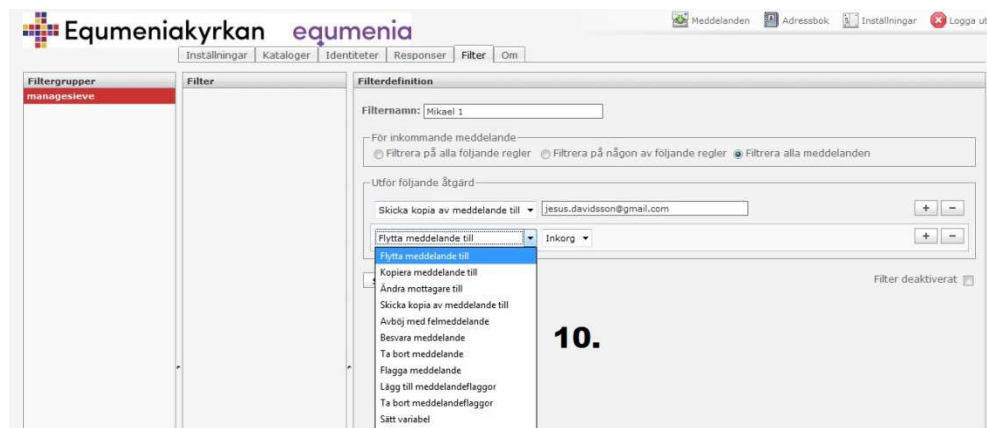 Equmeniakyrkan equmenia
Meddelanden Adressbok Inställningar Logga ut
Inställningar Kataloger Identiteter Responser Filter Om
Filtergrupper Filter Filterdefinition
managesieve
Filternamn: Mikael 1
För inkommande meddelande
Filtrera på alla följande regler Filtrera på någon av följande regler Filtrera alla meddelanden
Utför följande åtgärd
Skicka kopia av meddelande till jesus.davidsson@gmail.com + -
Flytta meddelande till Inkorg + -
Flytta meddelande till
Kopiera meddelande till
Ändra mottagare till
Filter deaktiverat
Skicka kopia av meddelande till
Avböj med felmeddelande
Besvara meddelande
10.
Ta bort meddelande
Flagga meddelande
Lägg till meddelandeflaggor
Ta bort meddelandeflaggor
Sätt variabel